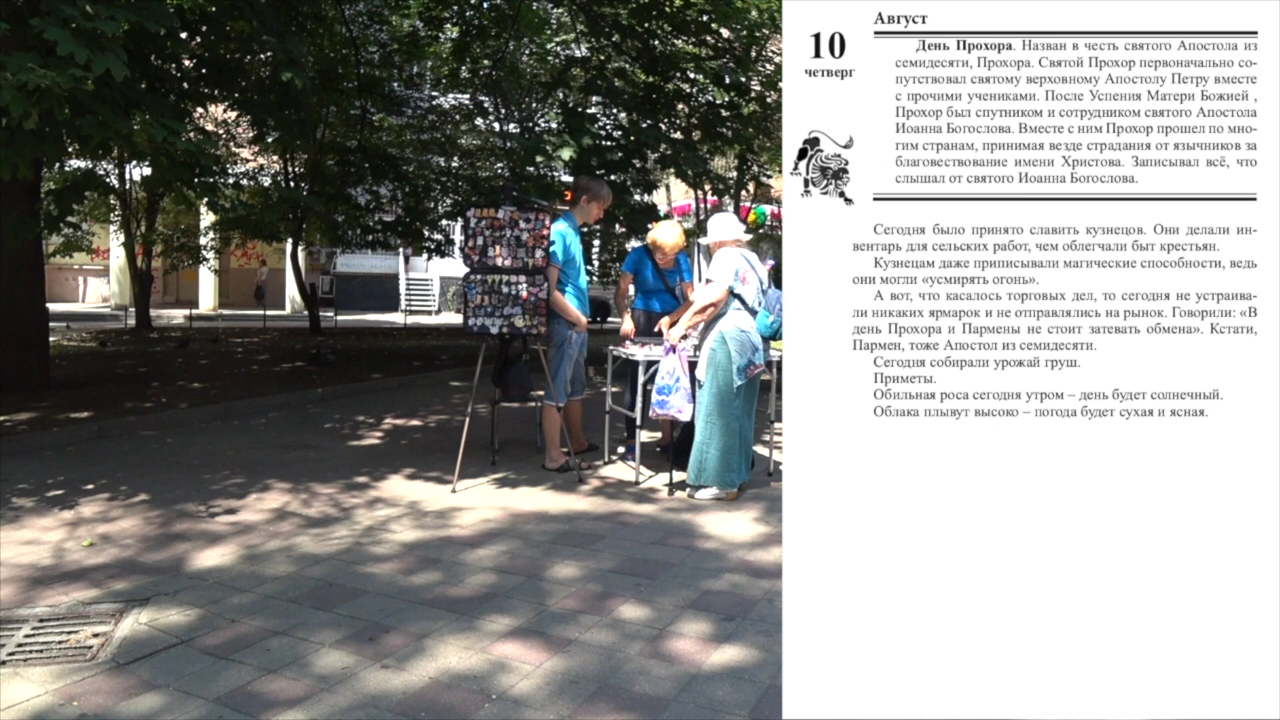 Август
10
четверг
День Прохора. Назван в честь святого Апостола из
семидесяти, Прохора. Святой Прохор первоначально со-
путствовал святому верховному Апостолу Петру вместе
с прочими учениками. После Успения Матери Божией ,
Прохор был спутником и сотрудником святого Апостола
Иоанна Богослова. Вместе с ним Прохор прошел по мно-
гим странам, принимая везде страдания от язычников за
благовествование имени Христова. Записывал всё, что
слышал от святого Иоанна Богослова.
Сегодня было принято славить кузнецов. Они делали ин-
вентарь для сельских работ, чем облегчали быт крестьян.
Кузнецам даже приписывали магические способности, ведь
они могли «усмирять огонь».
А вот, что касалось торговых дел, то сегодня не устраива-
ли никаких ярмарок и не отправлялись на рынок. Говорили: «В
день Прохора и Пармены не стоит затевать обмена». Кстати,
Пармен, тоже Апостол из семидесяти.
Сегодня собирали урожай груш.
Приметы.
Обильная роса сегодня утром – день будет солнечный.
Облака плывут высоко – погода будет сухая и ясная.